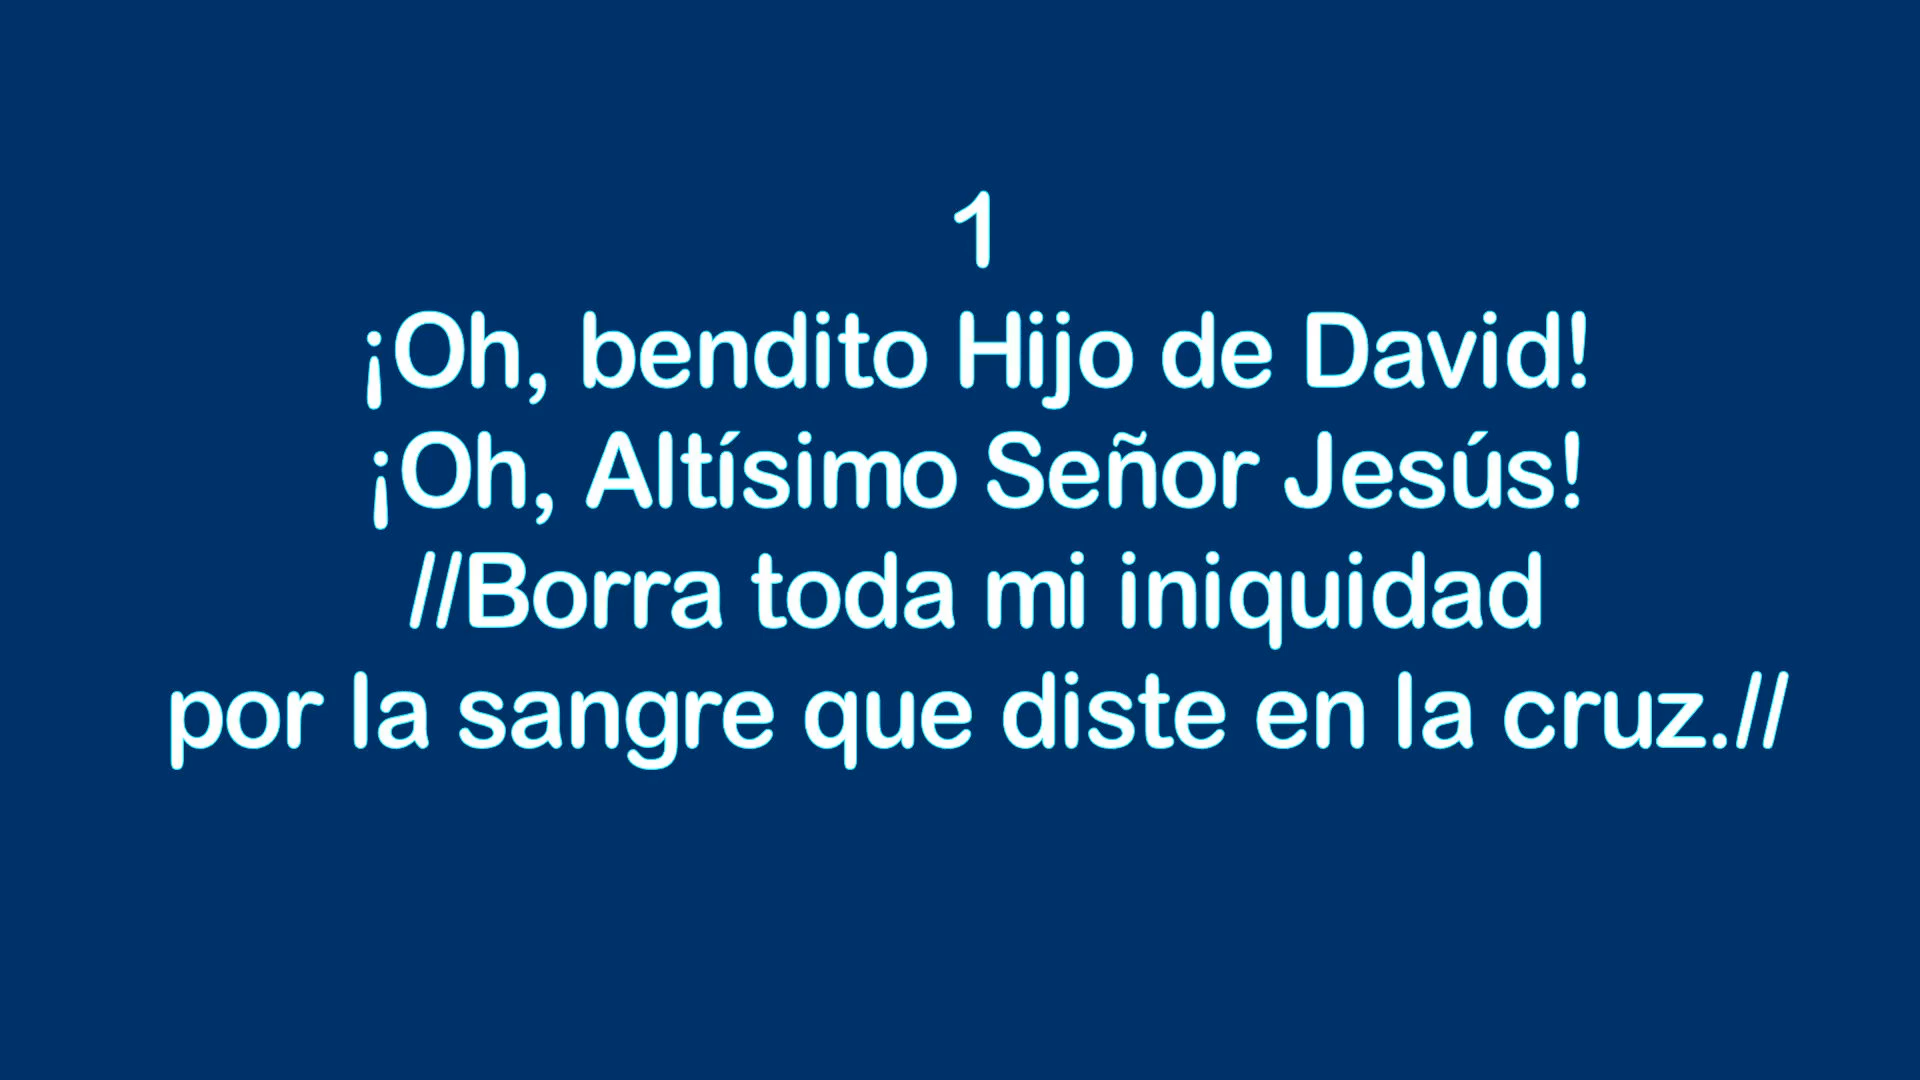 1
¡Oh, bendito Hijo de David!
¡Oh, Altísimo Señor Jesús!
//Borra toda mi iniquidad
por la sangre que diste en la cruz.//